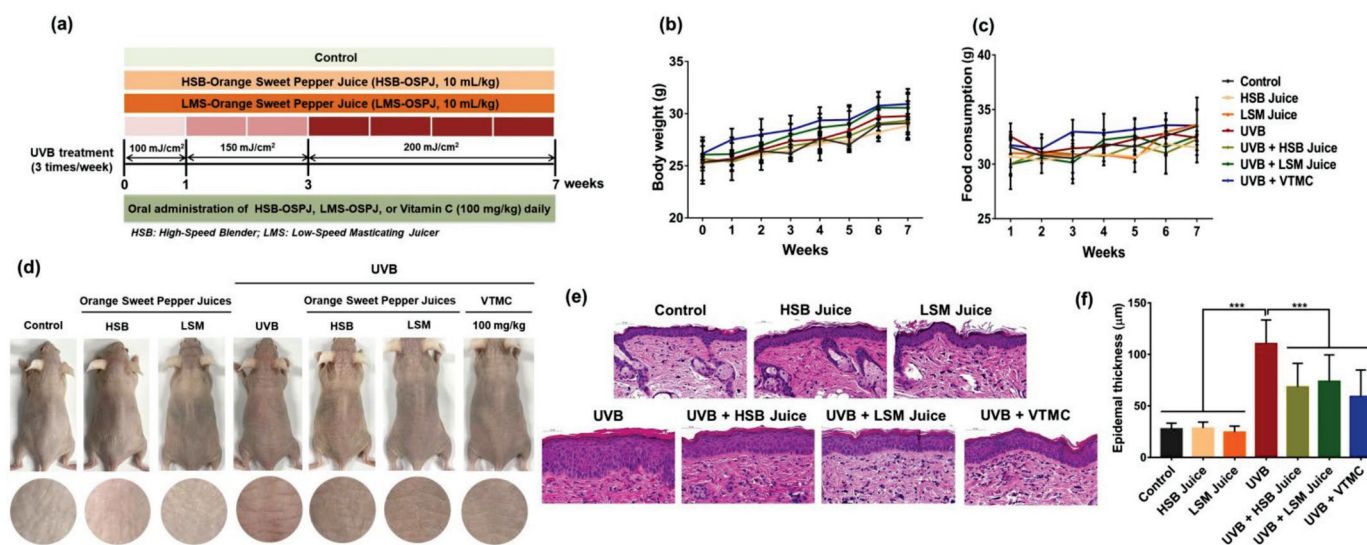 (a)
Control
HSB-Orange Sweet Pepper Juice (HSB-OSPJ, 10 mL/kg)
LMS-Orange Sweet Pepper Juice (LMS-OSPJ, 10 mL/kg)
UVB treatment
(3 times/week)
100 mJ/cm²
150 mJ/cm²
200 mJ/cm²
0
1
3
7 weeks
Oral administration of HSB-OSPJ, LMS-OSPJ, or Vitamin C (100 mg/kg) daily
HSB: High-Speed Blender; LMS: Low-Speed Masticating Juicer
(b)
Body weight (g)
35
30
25
20
0 1 2 3 4 5 6 7
Weeks
(c)
Food consumption (g)
40
35
30
25
1 2 3 4 5 6 7
Weeks
Control
HSB Juice
LSM Juice
UVB
UVB + HSB Juice
UVB + LSM Juice
UVB + VTMC
(d)
UVB
Orange Sweet Pepper Juices
Orange Sweet Pepper Juices
VTMC
Control
HSB
LSM
UVB
HSB
LSM
100 mg/kg
(e)
Control
HSB Juice
LSM Juice
UVB
UVB + HSB Juice
UVB + LSM Juice
UVB + VTMC
(f)
Epidemal thickness (μm)
150
100
50
0
***
***
Control
HSB Juice
LSM Juice
UVB
UVB + HSB Juice
UVB + LSM Juice
UVB + VTMC